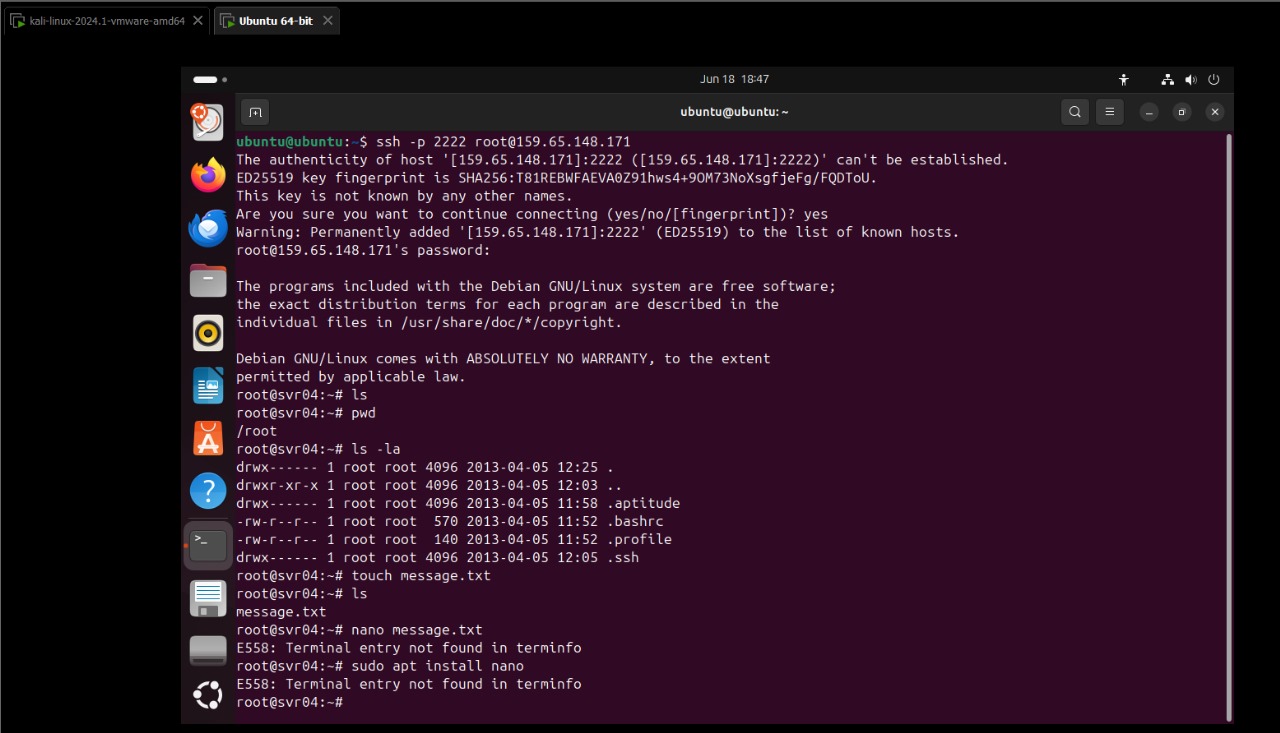 kali-linux-2024.1-vmware-amd64
Ubuntu 64-bit
Jun 18 18:47
ubuntu@ubuntu: ~
ubuntu@ubuntu:~$ ssh -p 2222 root@159.65.148.171
The authenticity of host '[159.65.148.171]:2222 ([159.65.148.171]:2222)' can't be established.
ED25519 key fingerprint is SHA256:T81REBWFAEVA0Z91hws4+9OM73NoXsgfjeFg/FQDToU.
This key is not known by any other names.
Are you sure you want to continue connecting (yes/no/[fingerprint])? yes
Warning: Permanently added '[159.65.148.171]:2222' (ED25519) to the list of known hosts.
root@159.65.148.171's password:
The programs included with the Debian GNU/Linux system are free software;
the exact distribution terms for each program are described in the
individual files in /usr/share/doc/*/copyright.
Debian GNU/Linux comes with ABSOLUTELY NO WARRANTY, to the extent
permitted by applicable law.
root@svr04:~# ls
root@svr04:~# pwd
/root
root@svr04:~# ls -la
drwx------ 1 root root 4096 2013-04-05 12:25 .
drwxr-xr-x 1 root root 4096 2013-04-05 12:03 ..
drwx------ 1 root root 4096 2013-04-05 11:58 .aptitude
-rw-r--r-- 1 root root  570 2013-04-05 11:52 .bashrc
-rw-r--r-- 1 root root  140 2013-04-05 11:52 .profile
drwx------ 1 root root 4096 2013-04-05 12:05 .ssh
root@svr04:~# touch message.txt
root@svr04:~# ls
message.txt
root@svr04:~# nano message.txt
E558: Terminal entry not found in terminfo
root@svr04:~# sudo apt install nano
E558: Terminal entry not found in terminfo
root@svr04:~#